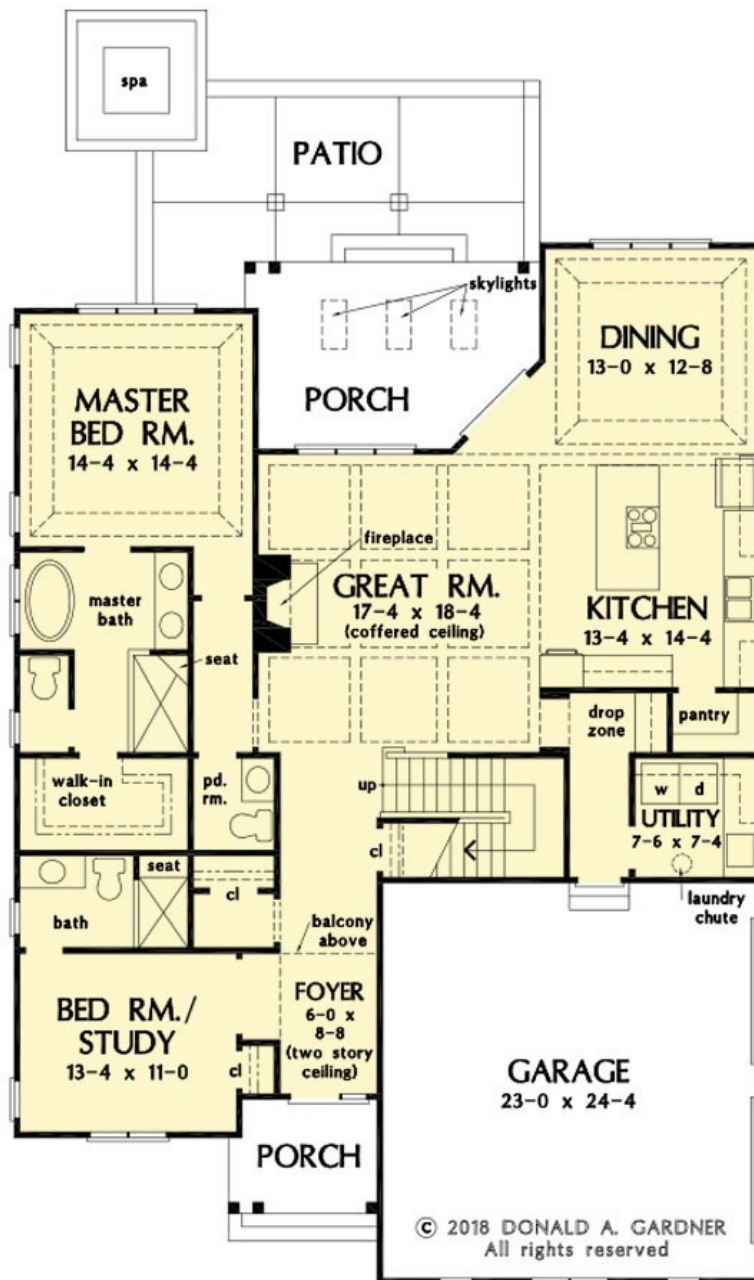 spa
PATIO
skylights
DINING
13-0 x 12-8
PORCH
MASTER
BED RM.
14-4 x 14-4
fireplace
GREAT RM.
17-4 x 18-4
(coffered ceiling)
KITCHEN
13-4 x 14-4
master
bath
seat
drop
zone
pantry
walk-in
closet
pd.
rm.
up
w d
UTILITY
7-6 x 7-4
cl
seat
cl
bath
balcony
above
laundry
chute
BED RM./
STUDY
13-4 x 11-0
FOYER
6-0 x
8-8
(two story
ceiling)
cl
GARAGE
23-0 x 24-4
PORCH
© 2018 DONALD A. GARDNER
All rights reserved